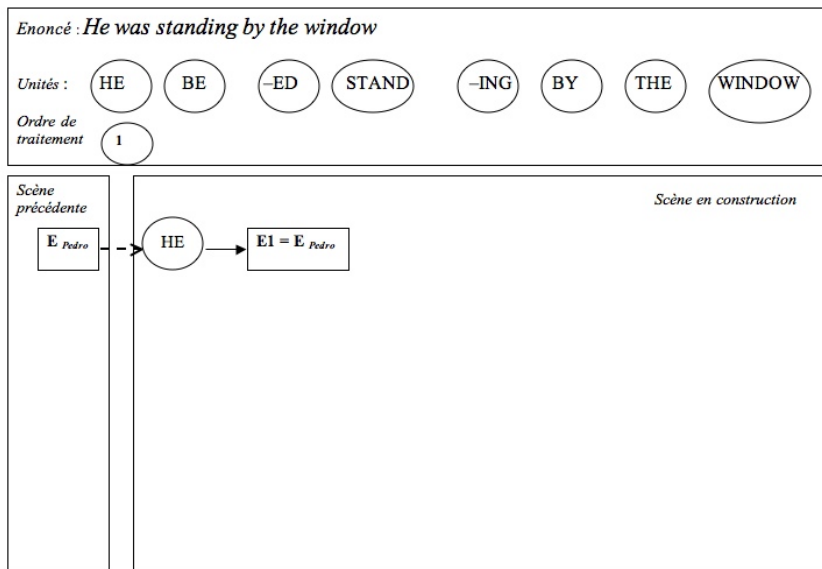 Enoncé : He was standing by the window
Unités : HE BE –ED STAND -ING BY THE WINDOW
Ordre de
traitement 1
Scène
précédente
Scène en construction
E Pedro HE E1 = E Pedro